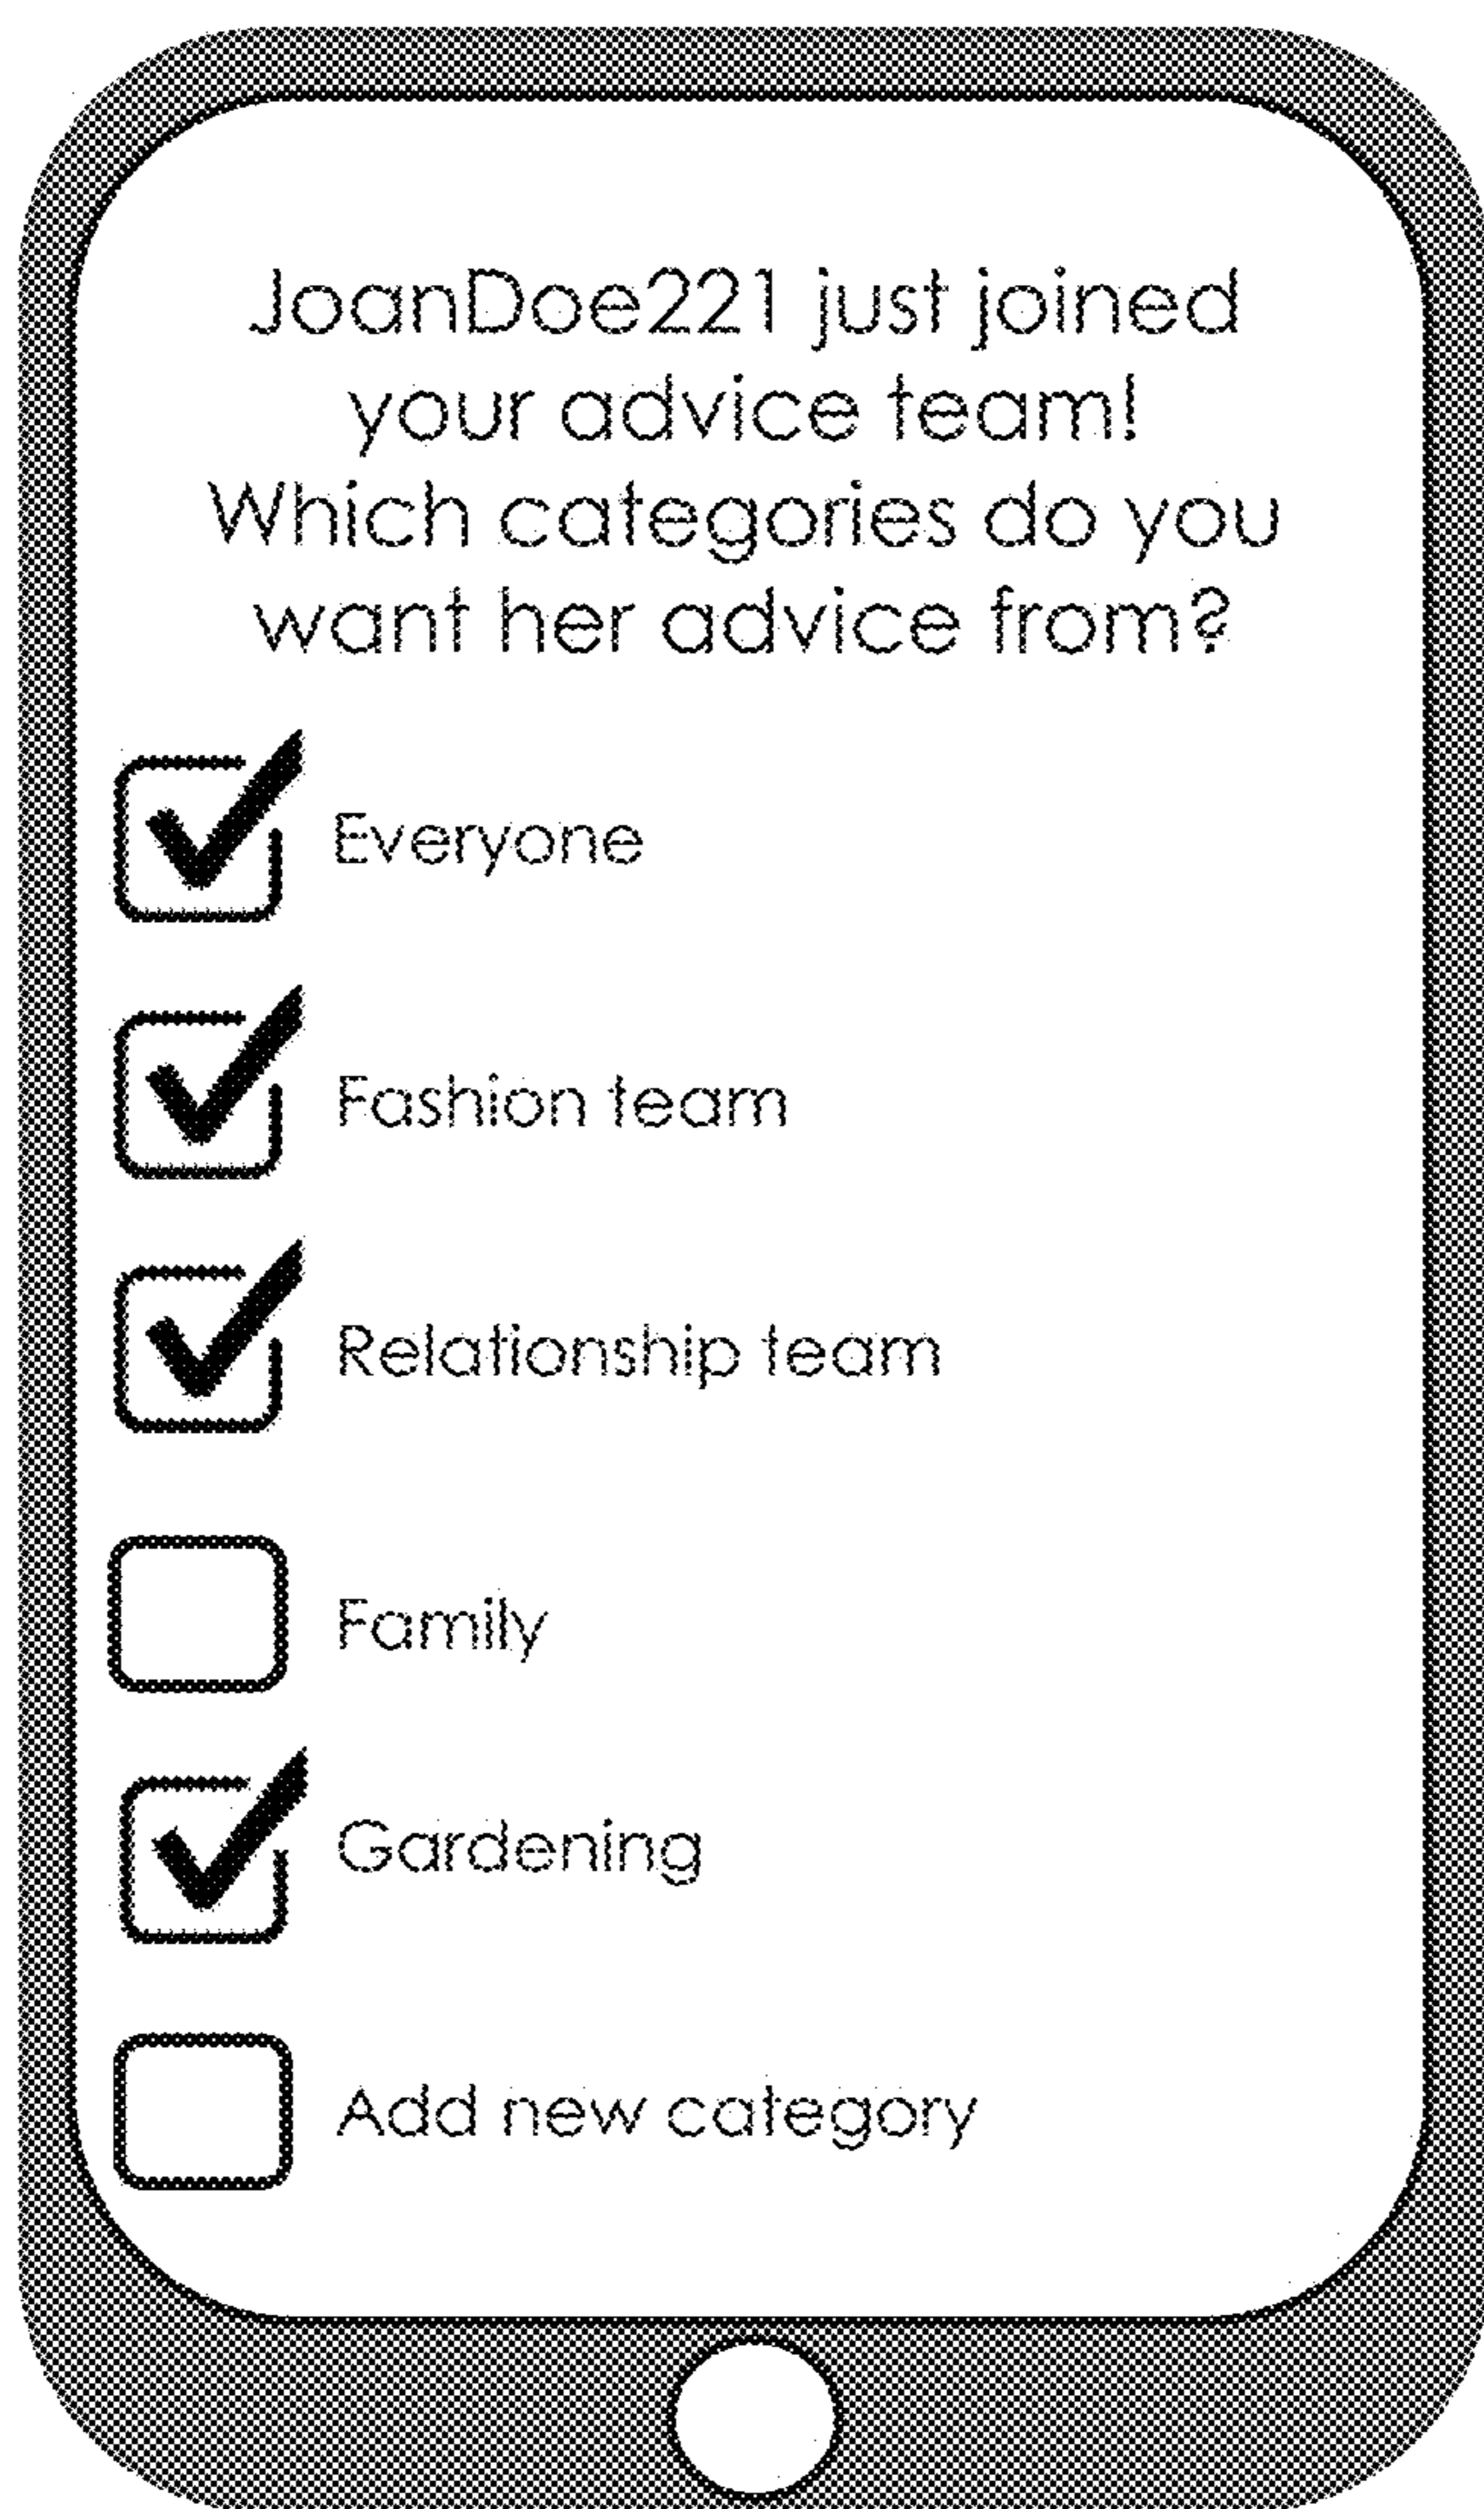 JoanDoe221 just joined
your advice team!
Which categories do you
want her advice from?
Everyone
Fashion team
Relationship team
Family
Gardening
Add new category